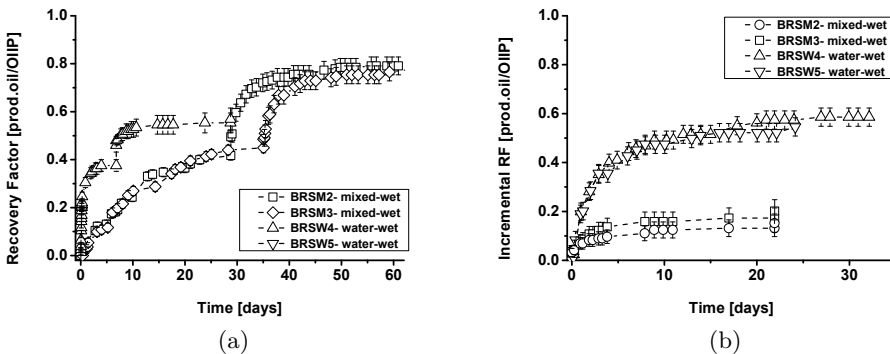 1.0
0.8
0.6
0.4
0.2
0.0
Recovery Factor [prod.oil/OIIP]
BRSM2- mixed-wet
BRSM3- mixed-wet
BRSW4- water-wet
BRSW5- water-wet
0 10 20 30 40 50 60
Time [days]
(a)
1.0
0.8
0.6
0.4
0.2
0.0
Incremental RF [prod.oil/OIIP]
BRSM2- mixed-wet
BRSM3- mixed-wet
BRSW4- water-wet
BRSW5- water-wet
0 10 20 30
Time [days]
(b)